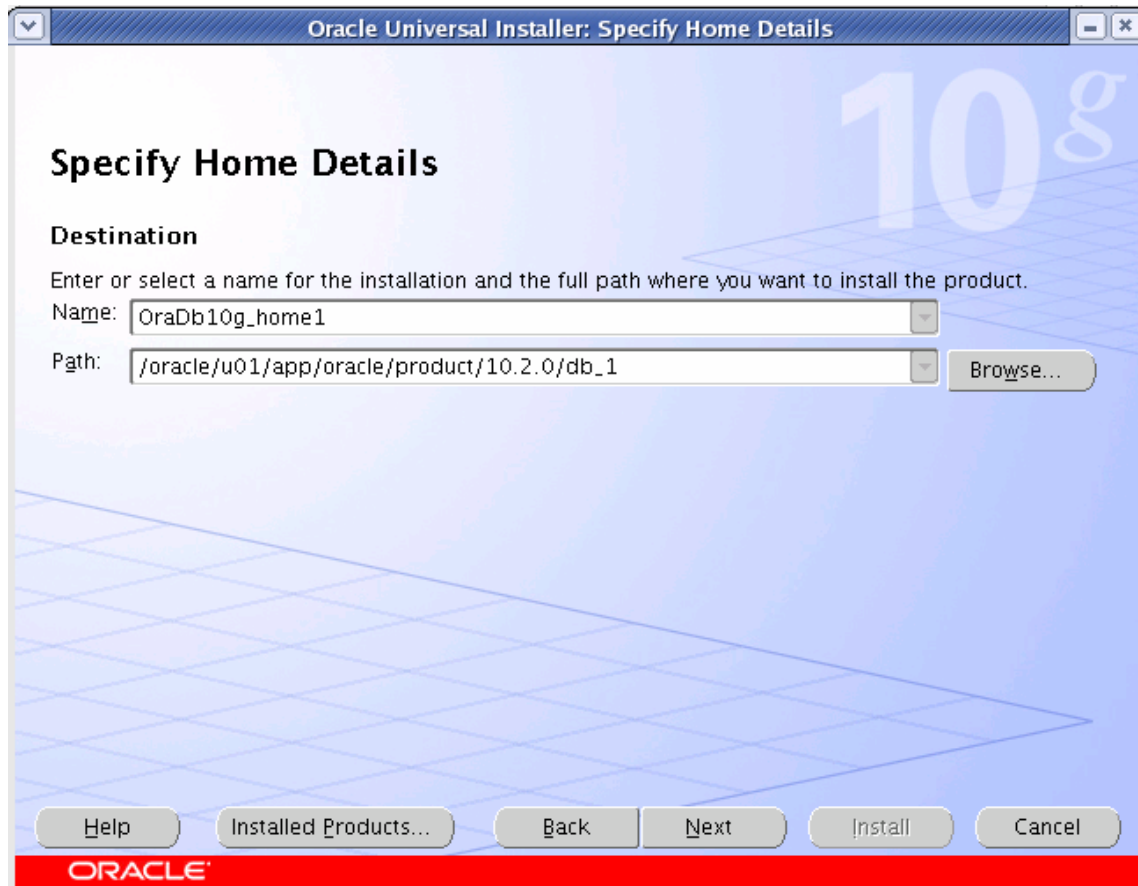 Oracle Universal Installer: Specify Home Details
10g
Specify Home Details
Destination
Enter or select a name for the installation and the full path where you want to install the product.
Name: OraDb10g_home1
Path: /oracle/u01/app/oracle/product/10.2.0/db_1 Browse...
Help Installed Products... Back Next Install Cancel
ORACLE